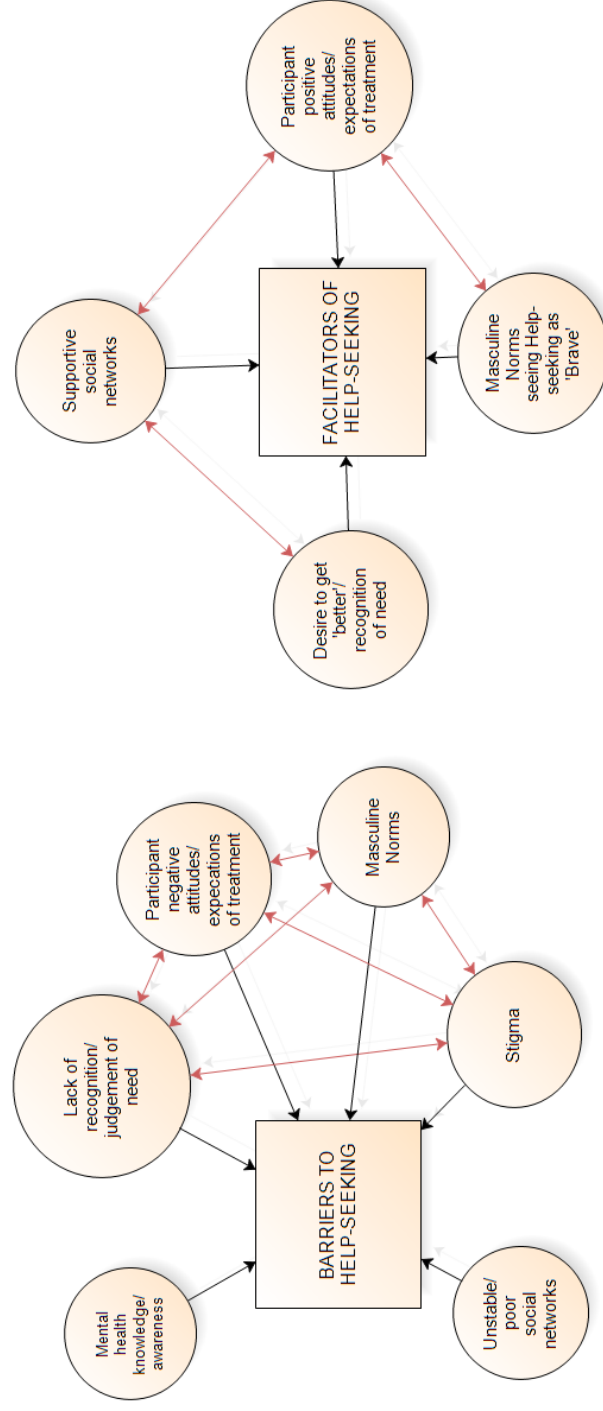 Mental
health
knowledge/
awareness
Lack of
recognition/
judgement of
need
Participant
negative
attitudes/
expecations
of treatment
Masculine
Norms
Stigma
Unstable/
poor
social
networks
BARRIERS TO
HELP-SEEKING
Supportive
social
networks
Participant
positive
attitudes/
expectations
of treatment
Desire to get
'better'/
recognition
of need
Masculine
Norms
seeing Help-
seeking as
'Brave'
FACILITATORS OF
HELP-SEEKING